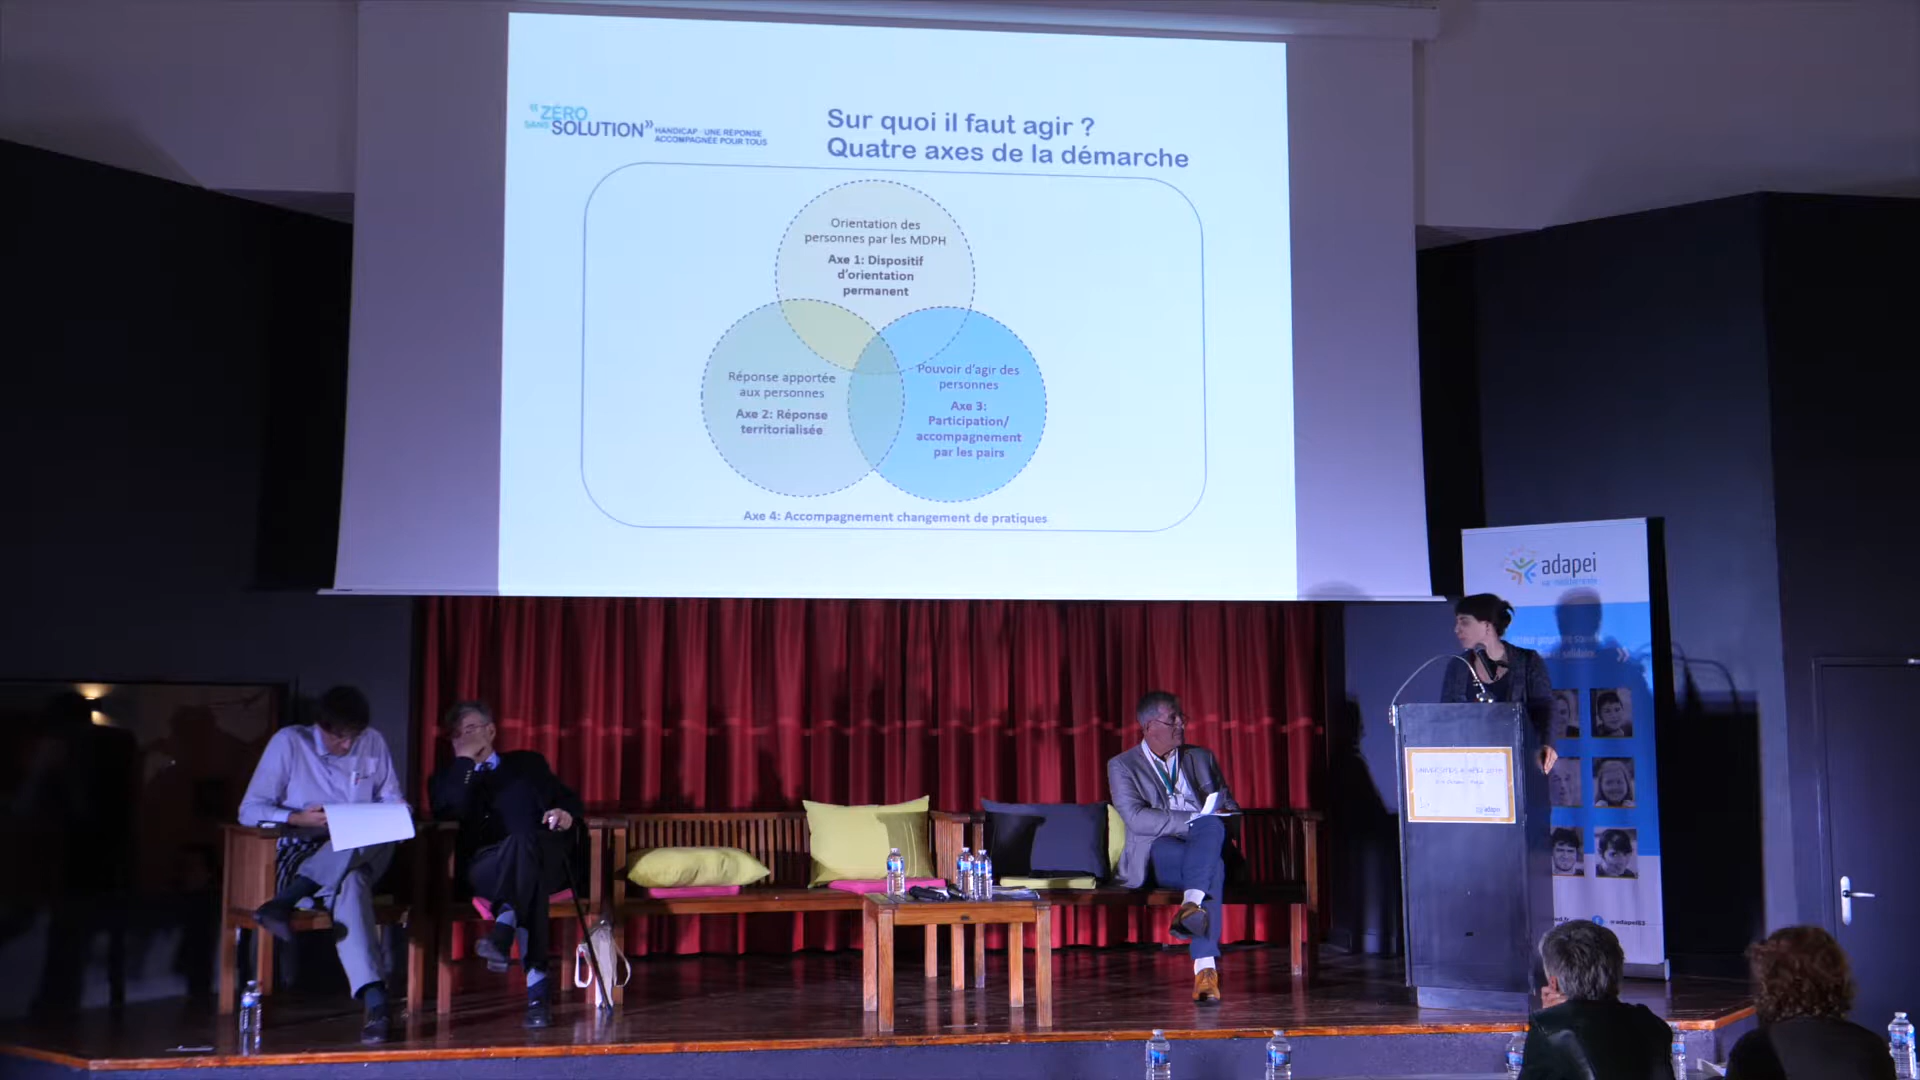 « ZÉRO
SANS SOLUTION »
HANDICAP : UNE RÉPONSE
ACCOMPAGNÉE POUR TOUS
Sur quoi il faut agir ?
Quatre axes de la démarche
Orientation des
personnes par les MDPH
Axe 1: Dispositif
d'orientation
permanent
Réponse apportée
aux personnes
Axe 2: Réponse
territorialisée
Pouvoir d'agir des
personnes
Axe 3:
Participation/
accompagnement
par les pairs
Axe 4: Accompagnement changement de pratiques
adapei
solidaire
»
adapei